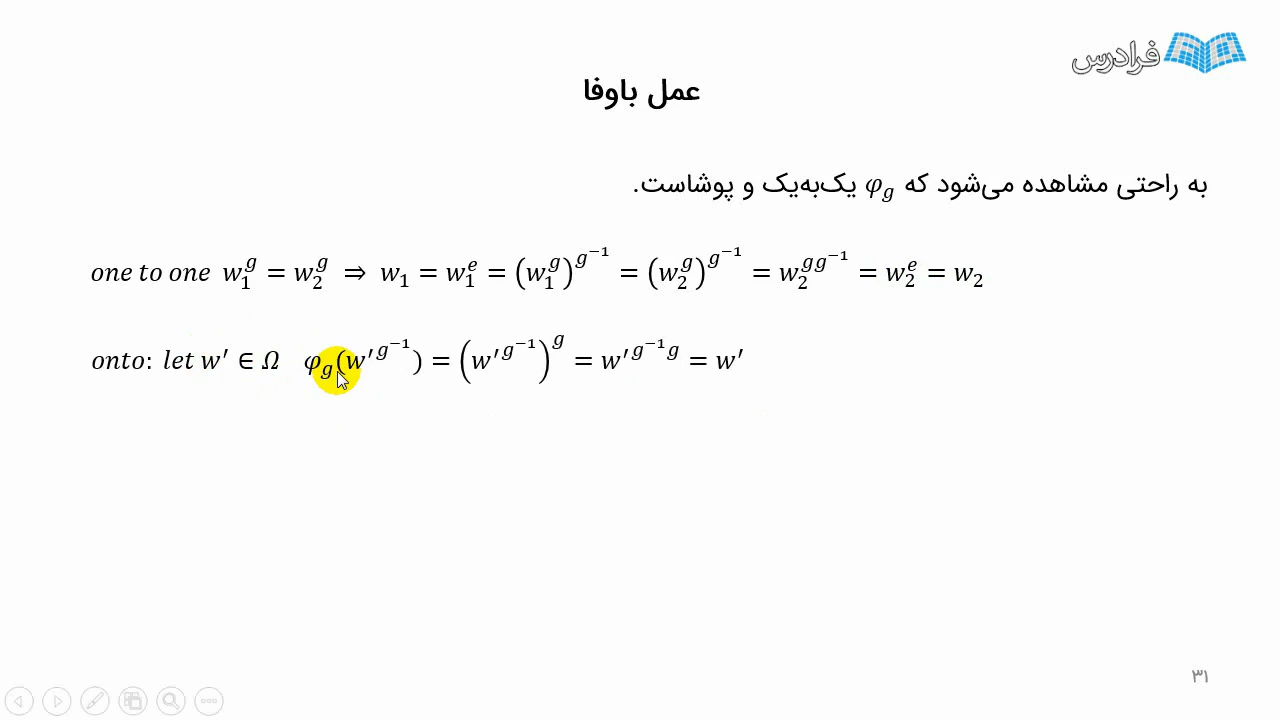 فرادرس
عمل باوفا
به راحتی مشاهده می‌شود که φ_g یک‌به‌یک و پوشاست.
one to one w_1^g = w_2^g ⇒ w_1 = w_1^e = (w_1^g)^{g^{-1}} = (w_2^g)^{g^{-1}} = w_2^{gg^{-1}} = w_2^e = w_2
onto: let w′ ∈ Ω φ_g(w′^{g^{-1}}) = (w′^{g^{-1}})^g = w′^{g^{-1}g} = w′
۳۱